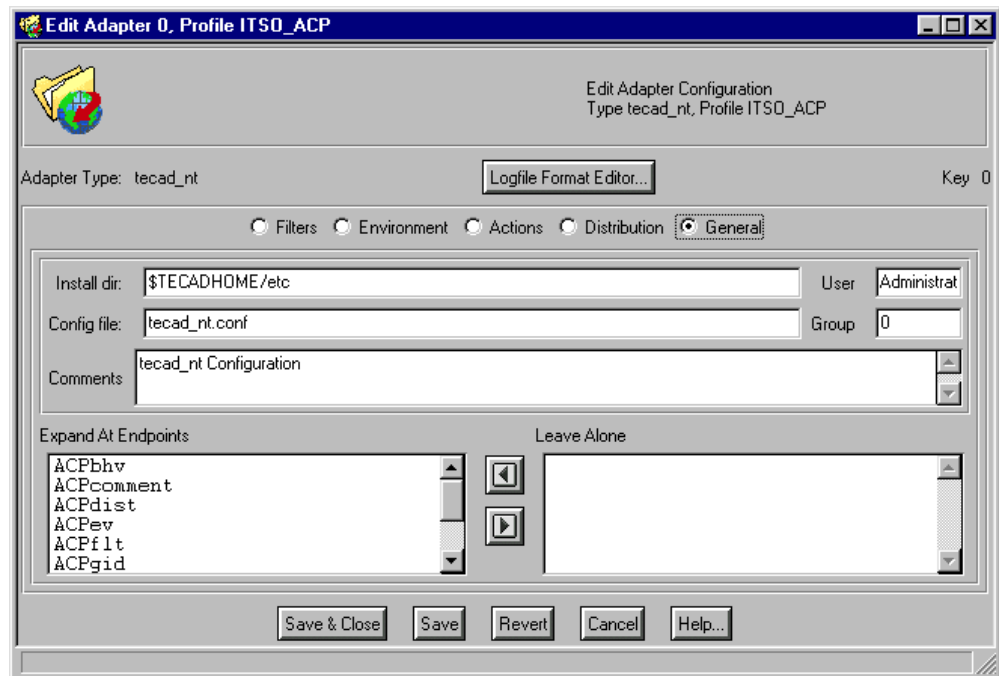 Edit Adapter 0, Profile ITSO_ACP
Edit Adapter Configuration
Type tecad_nt, Profile ITSO_ACP
Adapter Type: tecad_nt
Logfile Format Editor...
Key 0
Filters Environment Actions Distribution General
Install dir: $TECADHOME/etc User Administrat
Config file: tecad_nt.conf Group 0
Comments tecad_nt Configuration
Expand At Endpoints Leave Alone
ACPbhv
ACPcomment
ACPdist
ACPev
ACPflt
ACPgid
Save & Close Save Revert Cancel Help...